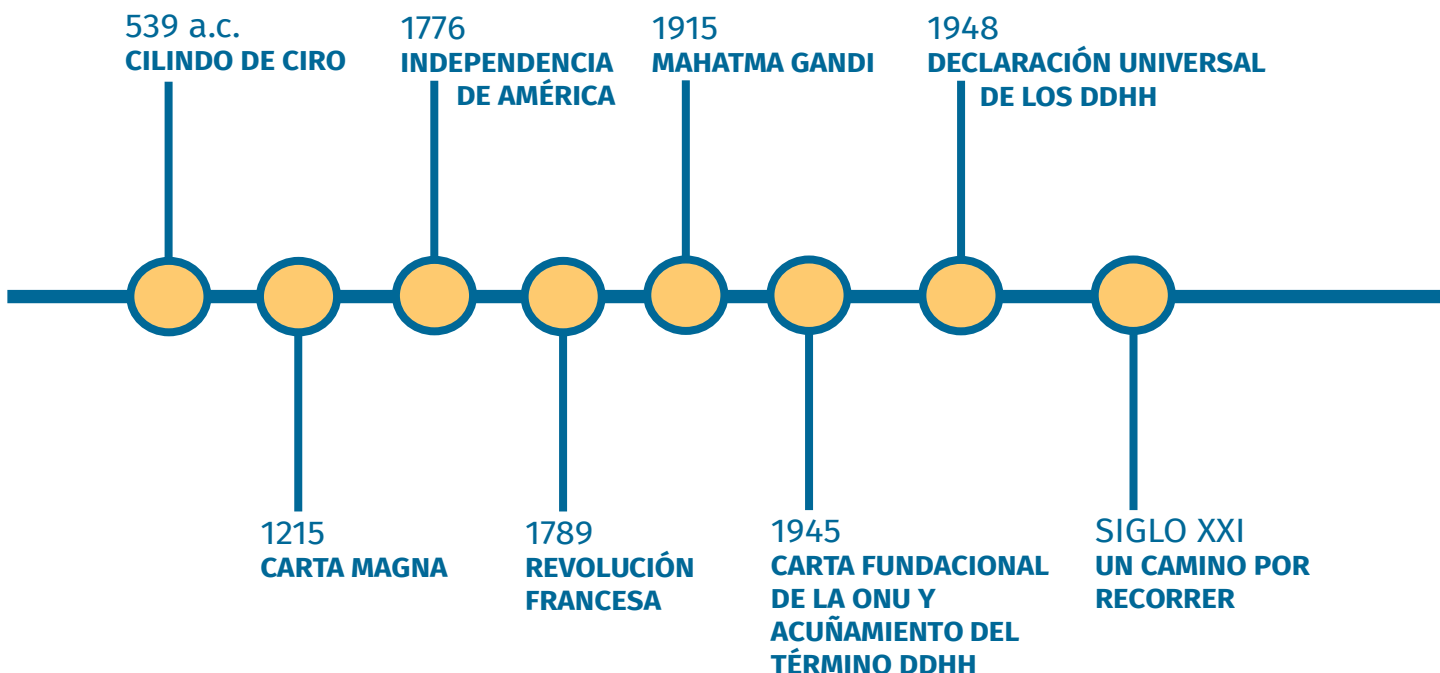 539 a.c.
CILINDO DE CIRO
1776
INDEPENDENCIA
DE AMÉRICA
1915
MAHATMA GANDI
1948
DECLARACIÓN UNIVERSAL
DE LOS DDHH
1215
CARTA MAGNA
1789
REVOLUCIÓN
FRANCESA
1945
CARTA FUNDACIONAL
DE LA ONU Y
ACUÑAMIENTO DEL
TÉRMINO DDHH
SIGLO XXI
UN CAMINO POR
RECORRER